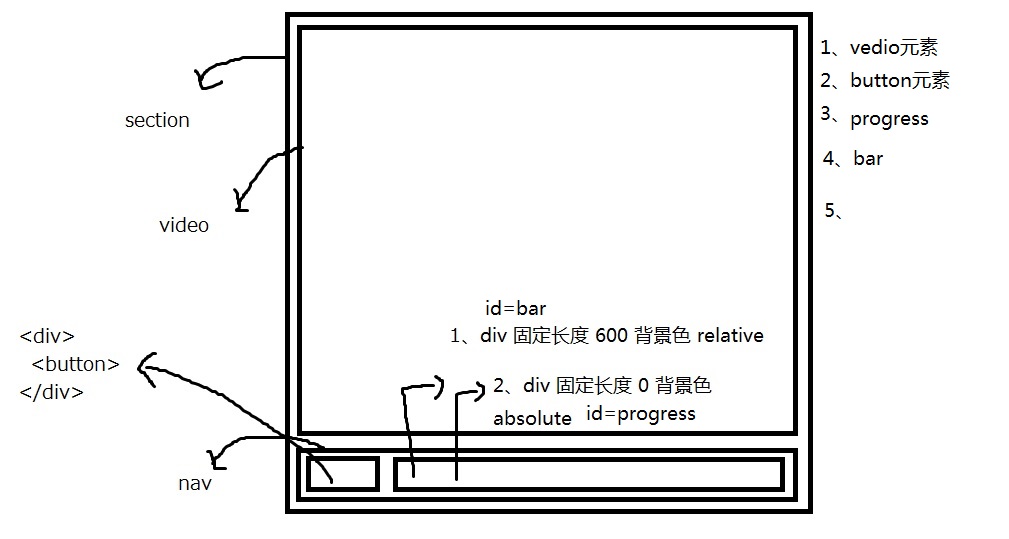 section
video
<div>
<button>
</div>
nav
id=bar
1、div 固定长度 600 背景色 relative
2、div 固定长度 0 背景色
absolute id=progress
1、vedio元素
2、button元素
3、progress
4、bar
5、